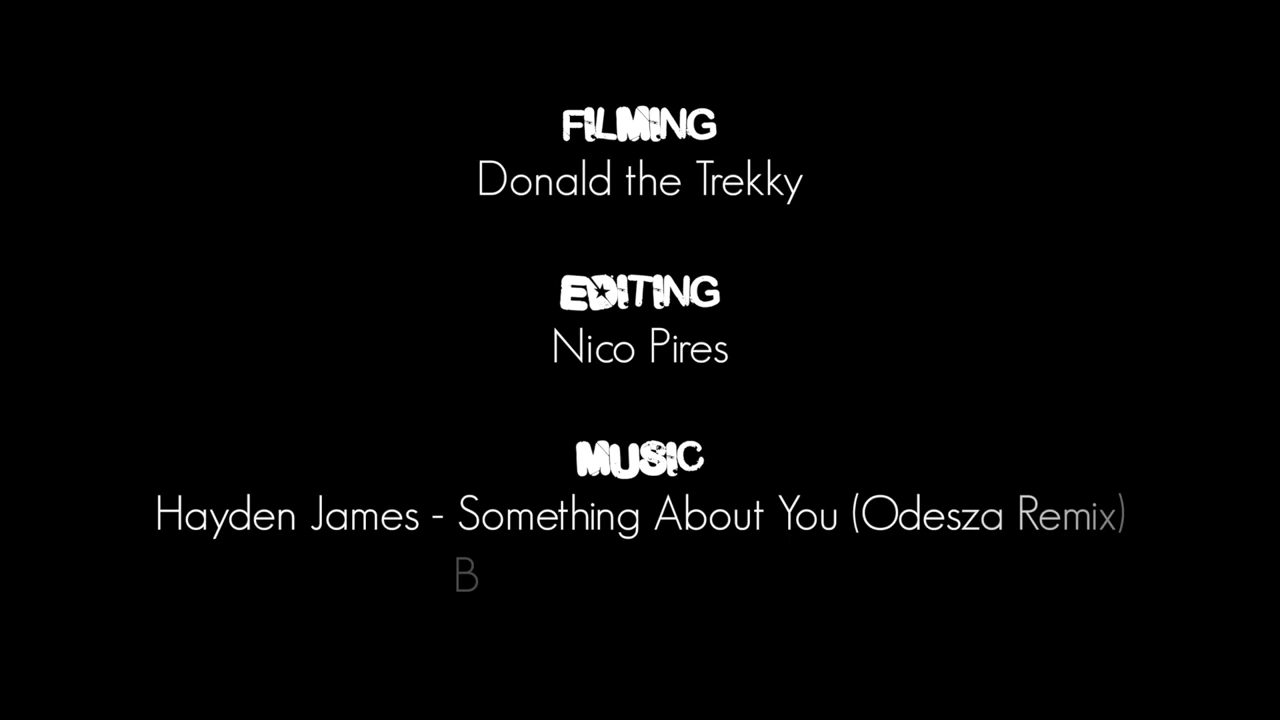 FILMING
Donald the Trekky
EDITING
Nico Pires
MUSIC
Hayden James - Something About You (Odesza Remix)
B